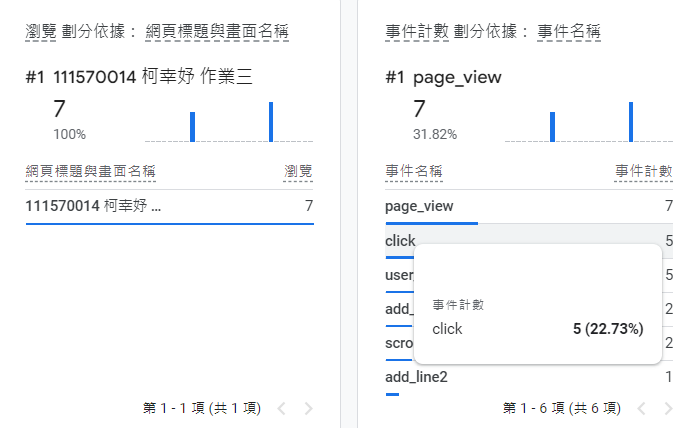 瀏覽 劃分依據： 網頁標題與畫面名稱
#1 111570014 柯幸妤 作業三
7
100%
網頁標題與畫面名稱 瀏覽
111570014 柯幸妤 ... 7
第 1 - 1 項 (共 1 項)
事件計數 劃分依據： 事件名稱
#1 page_view
7
31.82%
事件名稱 事件計數
page_view 7
click 5
user_ 5
add_ 2
scro 2
add_line2 1
事件計數
click 5 (22.73%)
第 1 - 6 項 (共 6 項)